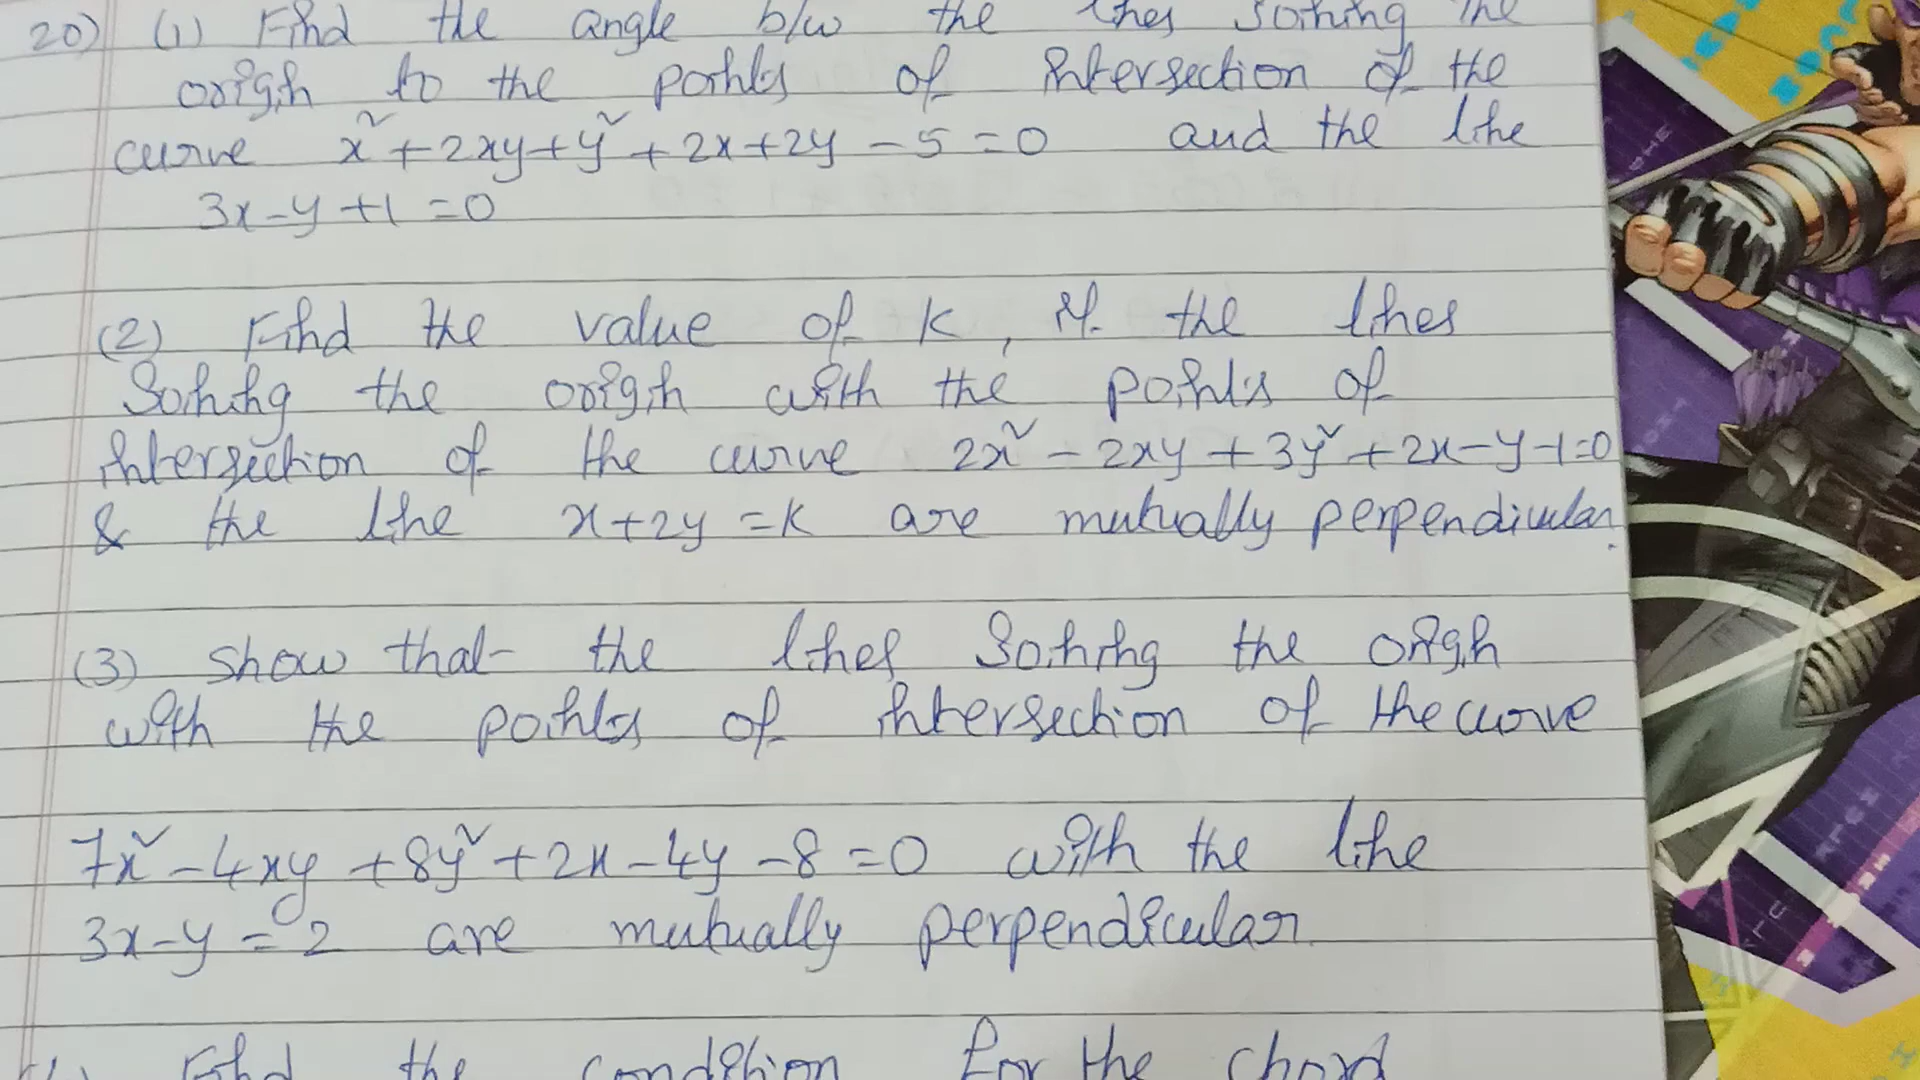 20) (1) Find the angle b/w the lines Joining the
origin to the points of intersection of the
curve x² + 2xy + y² + 2x + 2y - 5 = 0 and the line
3x - y + 1 = 0
(2) Find the value of K, if the lines
Joining the origin with the points of
intersection of the curve 2x² - 2xy + 3y² + 2x - y - 1 = 0
& the line x + 2y = K are mutually perpendicular.
(3) show that the lines Joining the origin
with the points of intersection of the curve
7x² - 4xy + 8y² + 2x - 4y - 8 = 0 with the line
3x - y = 2 are mutually perpendicular.
Find the condition for the chord